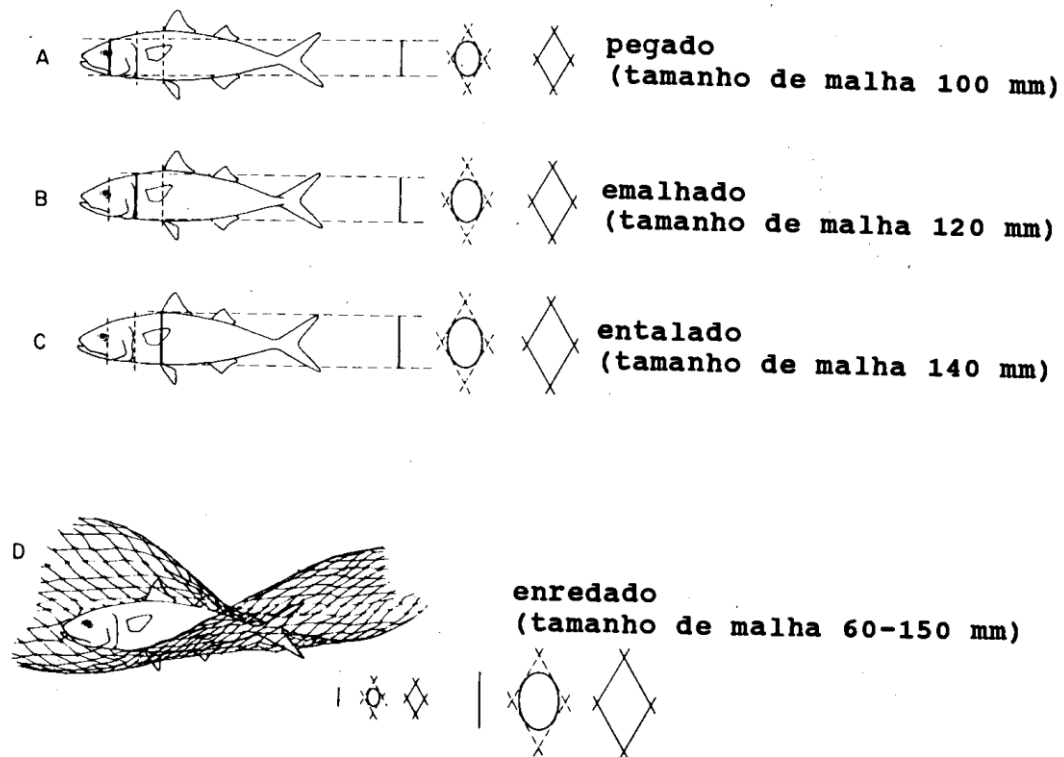 A
pegado
(tamanho de malha 100 mm)
B
emalhado
(tamanho de malha 120 mm)
C
entalado
(tamanho de malha 140 mm)
D
enredado
(tamanho de malha 60-150 mm)